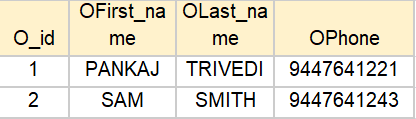 O_id OFirst_na me OLast_na me OPhone
1 PANKAJ TRIVEDI 9447641221
2 SAM SMITH 9447641243